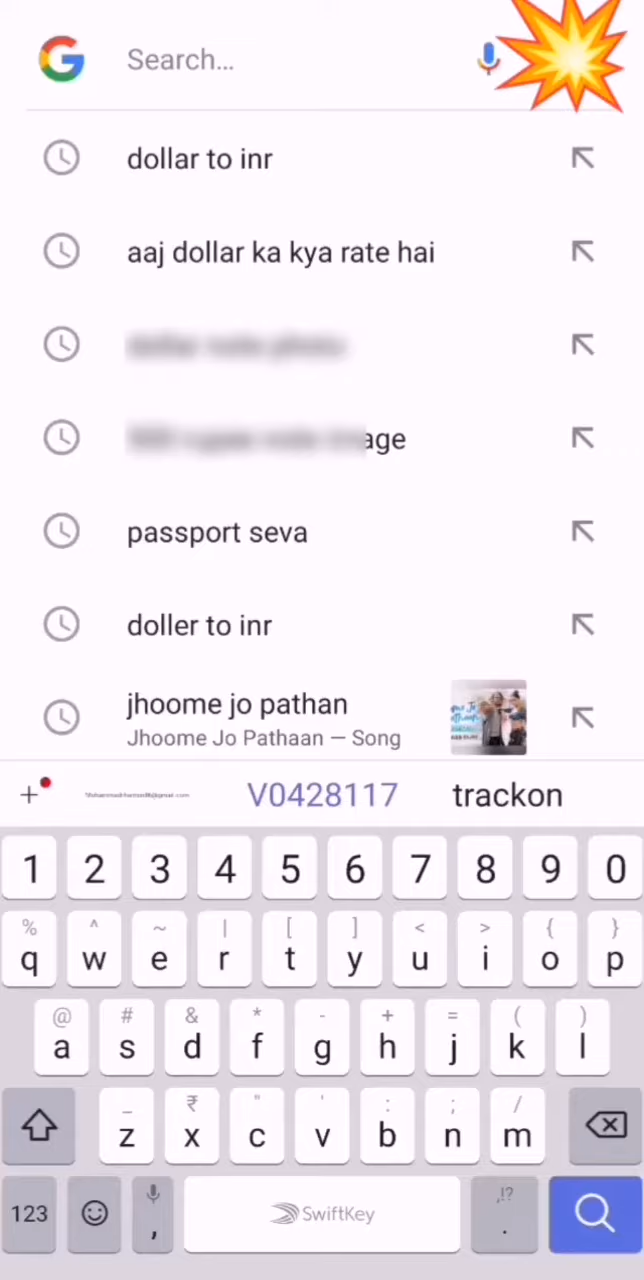 Search...
dollar to inr
aaj dollar ka kya rate hai
age
passport seva
doller to inr
jhoome jo pathan
Jhoome Jo Pathaan — Song
V0428117 trackon
1 2 3 4 5 6 7 8 9 0
% ^ ~ | [ ] < > { }
q w e r t y u i o p
@ # & * - + = ( )
a s d f g h j k l
_ ₹ " ' : ; /
z x c v b n m
,!?
123 , SwiftKey .